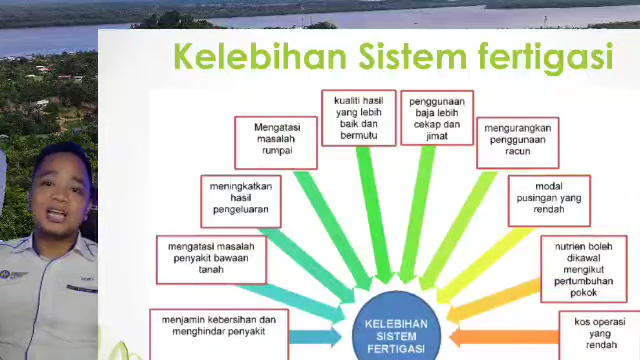 Kelebihan Sistem fertigasi
kualiti hasil
yang lebih
baik dan
bermutu
penggunaan
baja lebih
cekap dan
jimat
Mengatasi
masalah
rumpai
mengurangkan
penggunaan
racun
meningkatkan
hasil
pengeluaran
modal
pusingan yang
rendah
mengatasi masalah
penyakit bawaan
tanah
nutrien boleh
dikawal
mengikut
pertumbuhan
pokok
menjamin kebersihan dan
menghindar penyakit
kos operasi
yang
rendah
KELEBIHAN
SISTEM
FERTIGASI